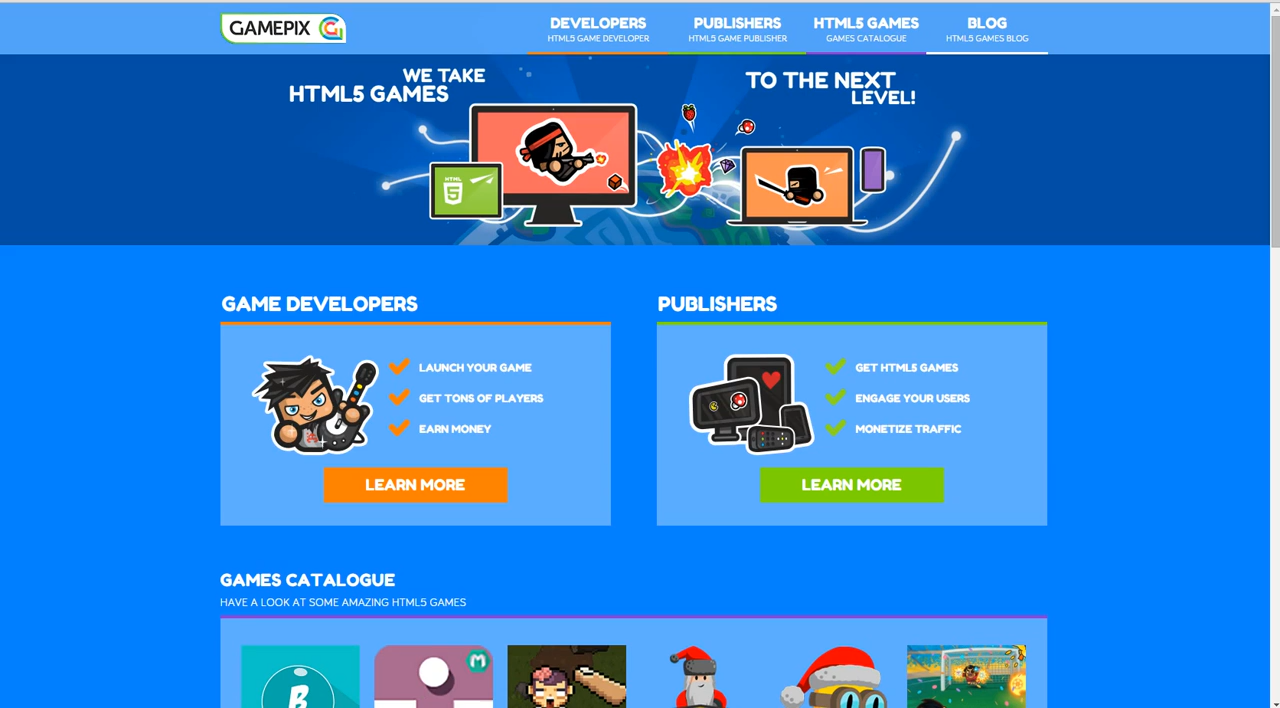 GAMEPIX G
DEVELOPERS
HTML5 GAME DEVELOPER
PUBLISHERS
HTML5 GAME PUBLISHER
HTML5 GAMES
GAMES CATALOGUE
BLOG
HTML5 GAMES BLOG
WE TAKE
HTML5 GAMES
TO THE NEXT
LEVEL!
HTML
5
GAME DEVELOPERS
LAUNCH YOUR GAME
GET TONS OF PLAYERS
EARN MONEY
LEARN MORE
PUBLISHERS
GET HTML5 GAMES
ENGAGE YOUR USERS
MONETIZE TRAFFIC
LEARN MORE
GAMES CATALOGUE
HAVE A LOOK AT SOME AMAZING HTML5 GAMES
B
M